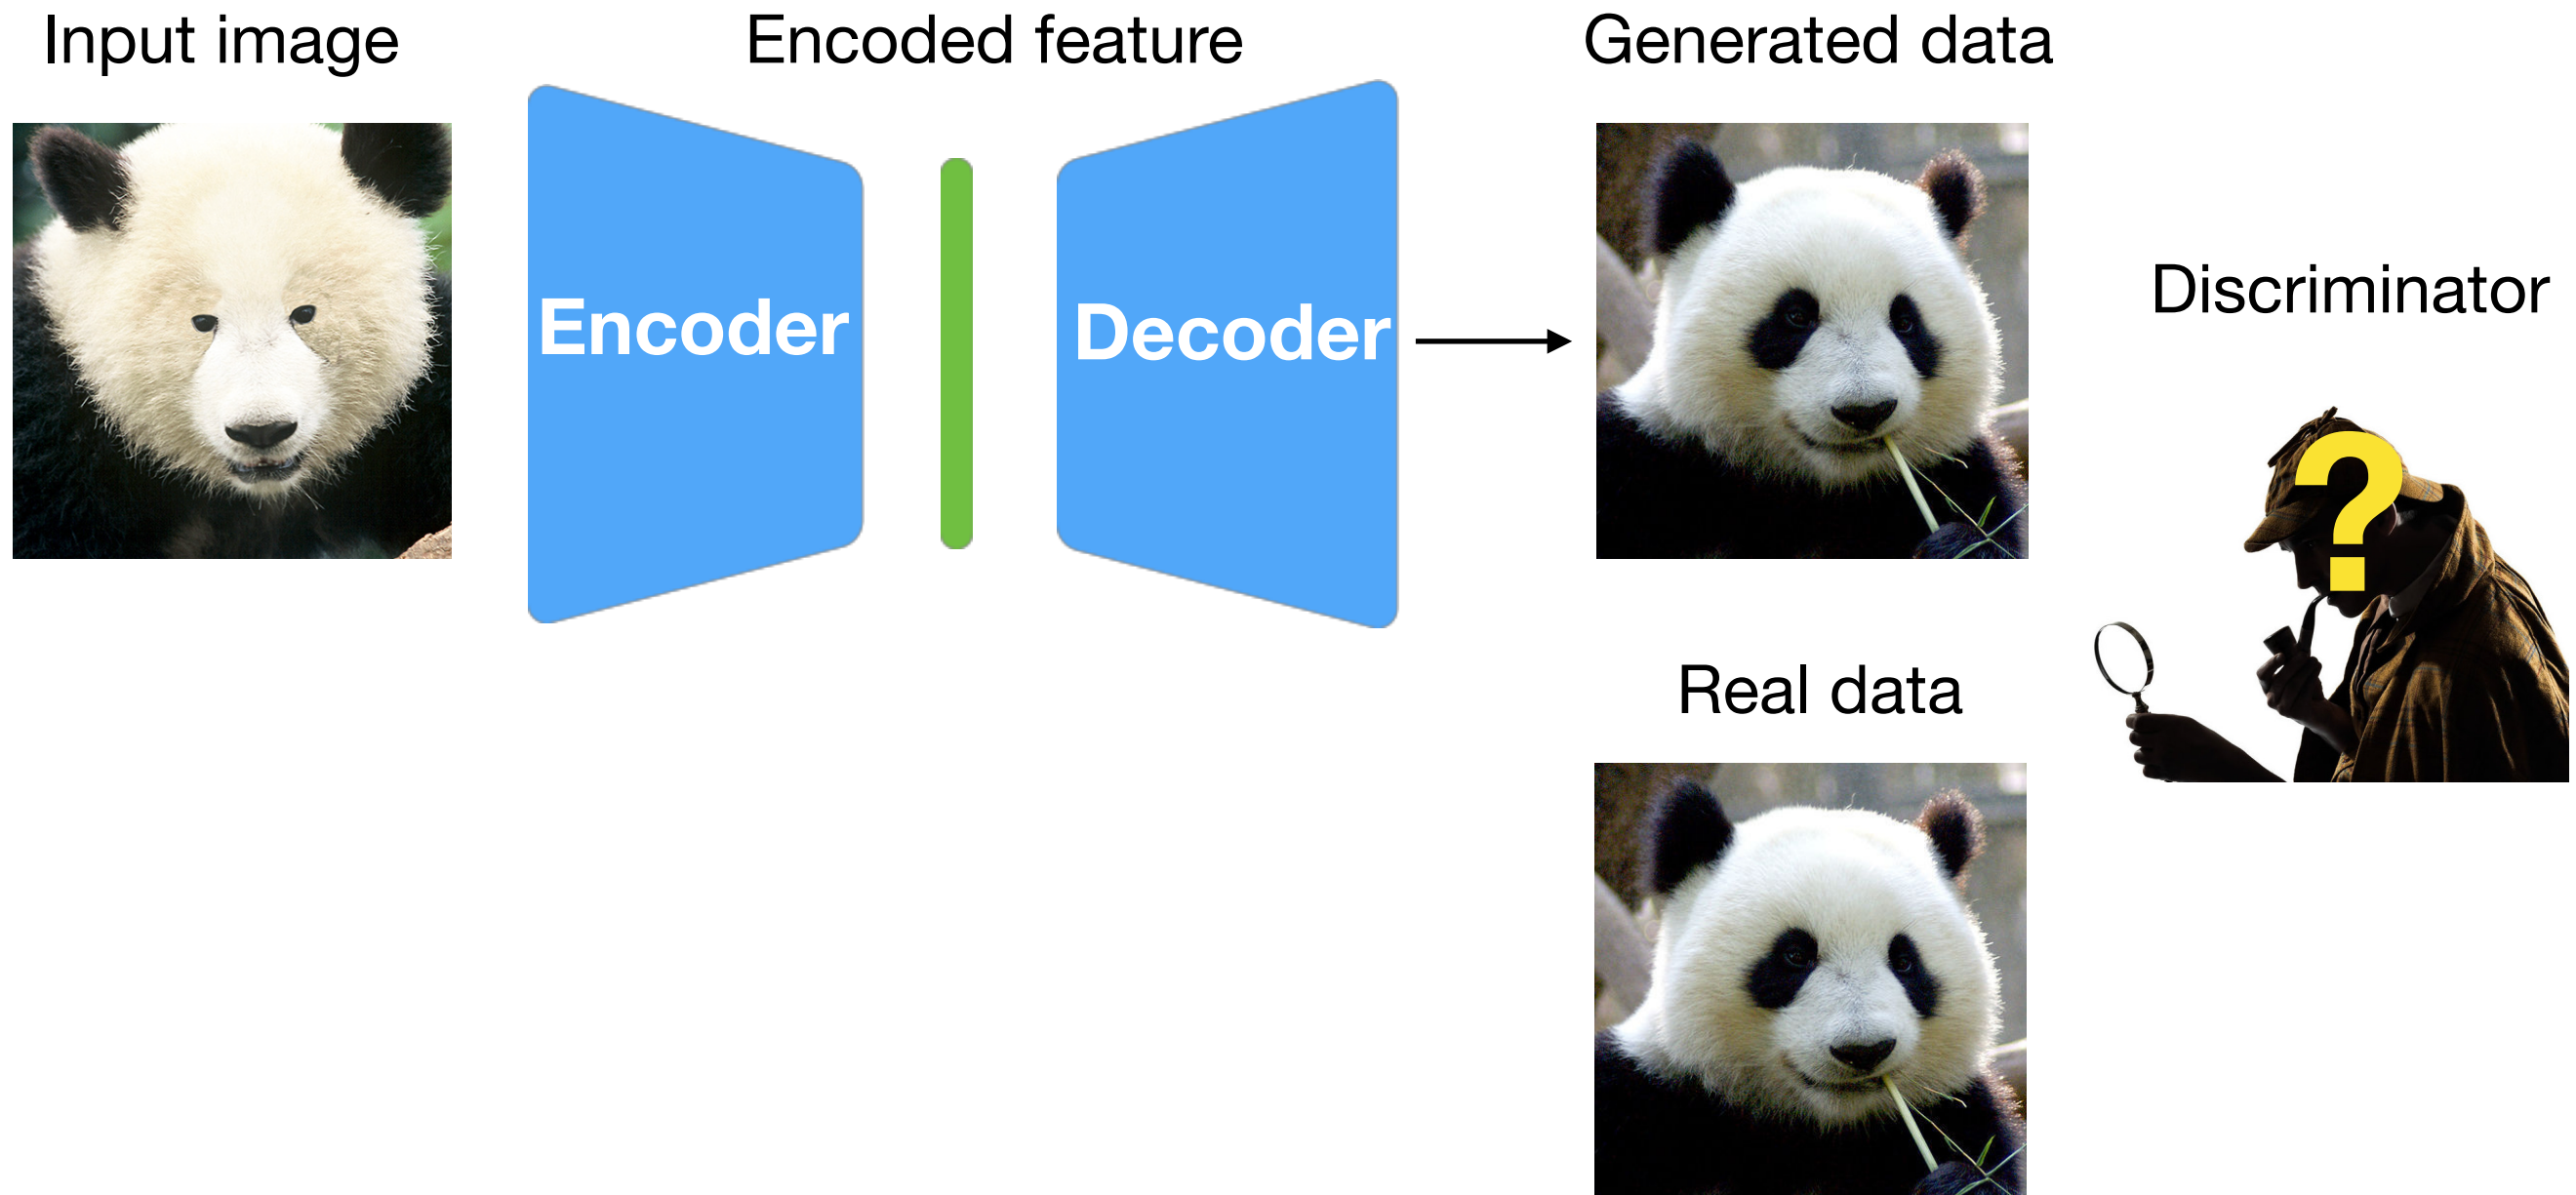 Input image
Encoded feature
Generated data
Encoder
Decoder
Discriminator
?
Real data